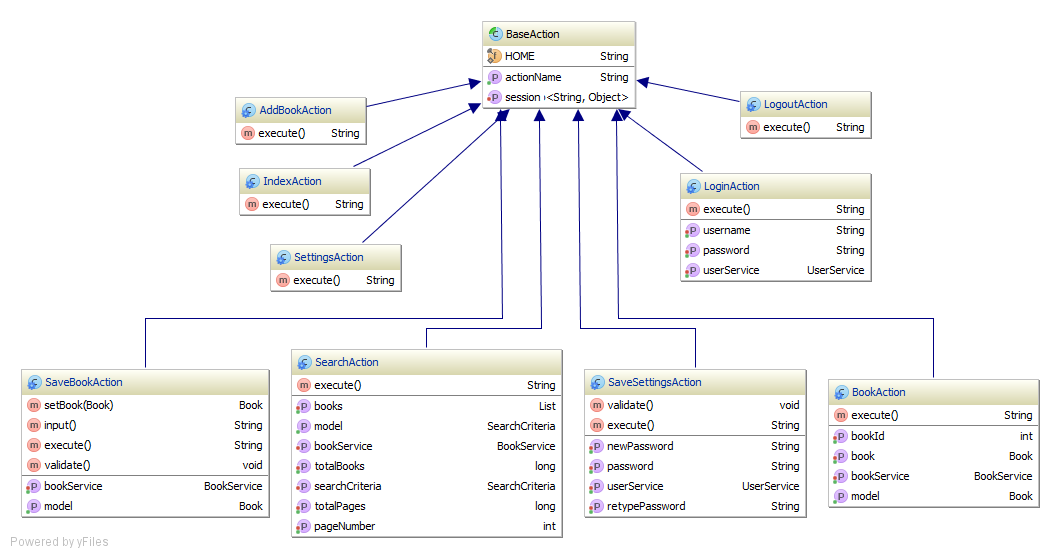 BaseAction
HOME String
actionName String
session <String, Object>
AddBookAction
execute() String
LogoutAction
execute() String
IndexAction
execute() String
LoginAction
execute() String
username String
password String
userService UserService
SettingsAction
execute() String
SaveBookAction
setBook(Book) Book
input() String
execute() String
validate() void
bookService BookService
model Book
SearchAction
execute() String
books List
model SearchCriteria
bookService BookService
totalBooks long
searchCriteria SearchCriteria
totalPages long
pageNumber int
SaveSettingsAction
validate() void
execute() String
newPassword String
password String
userService UserService
retypePassword String
BookAction
execute() String
bookId int
book Book
bookService BookService
model Book
Powered by yFiles